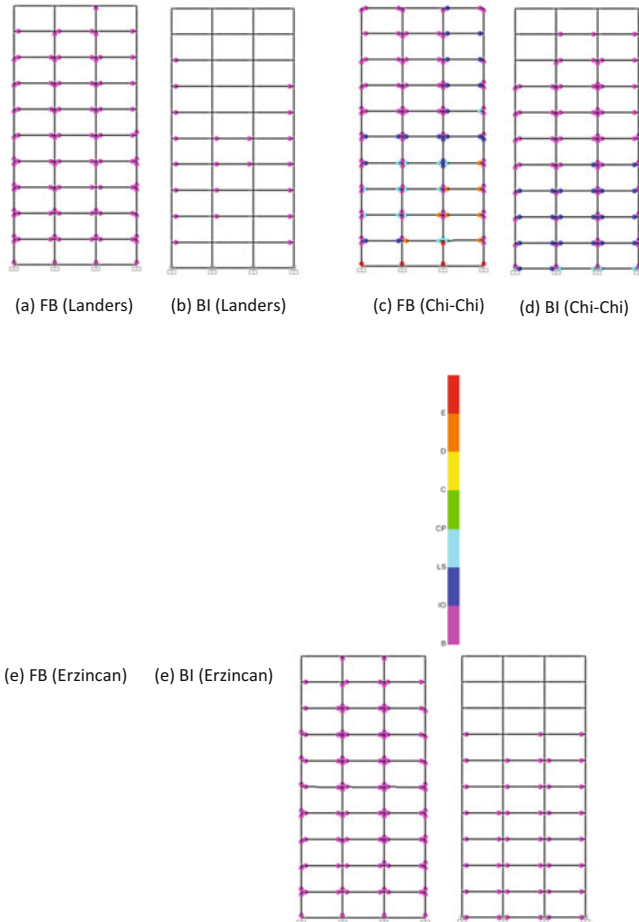 (a) FB (Landers)
(b) BI (Landers)
(c) FB (Chi-Chi)
(d) BI (Chi-Chi)
E
D
C
CP
LS
IO
B
(e) FB (Erzincan)
(e) BI (Erzincan)